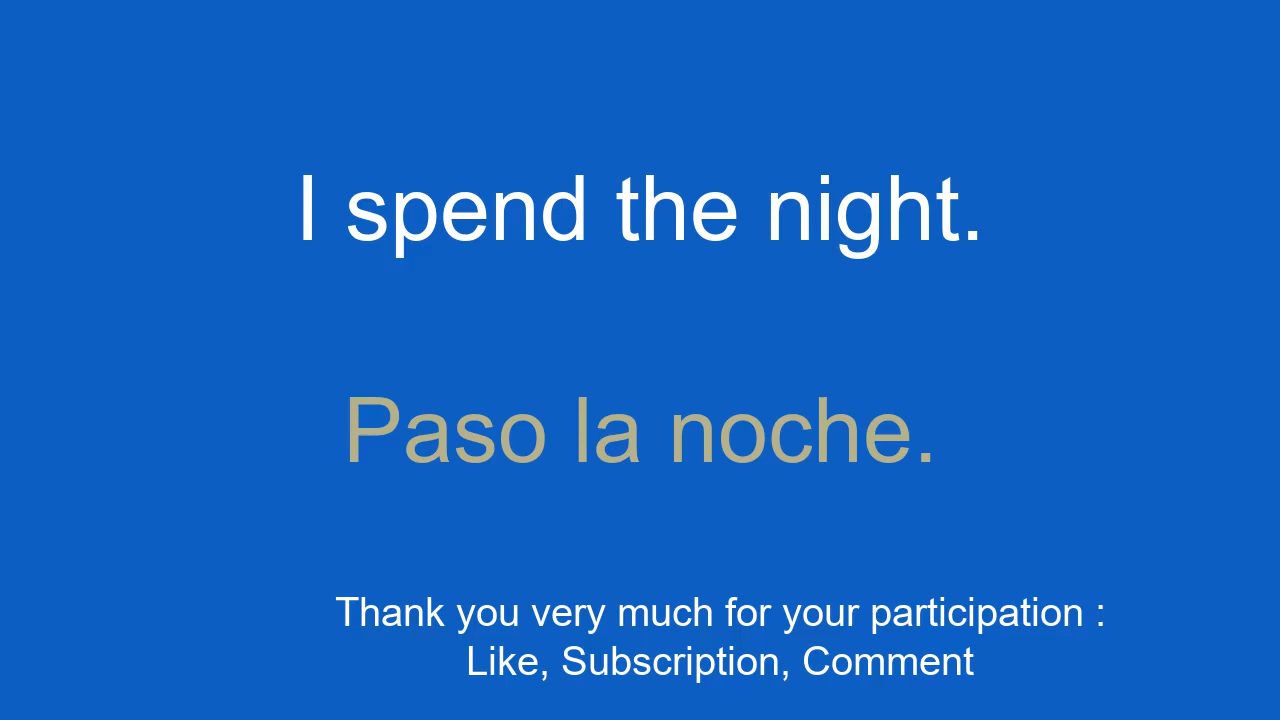 I spend the night.
Paso la noche.
Thank you very much for your participation :
Like, Subscription, Comment